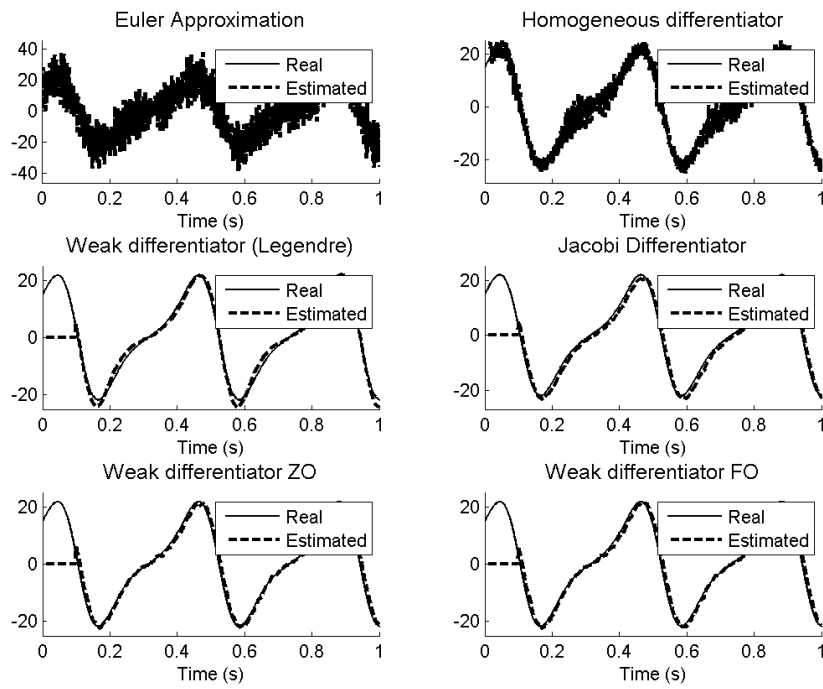 Euler Approximation
40
20
0
-20
-40
0 0.2 0.4 0.6 0.8 1
Time (s)
Real
Estimated
Homogeneous differentiator
20
0
-20
0 0.2 0.4 0.6 0.8 1
Time (s)
Real
Estimated
Weak differentiator (Legendre)
20
0
-20
0 0.2 0.4 0.6 0.8 1
Time (s)
Real
Estimated
Jacobi Differentiator
20
0
-20
0 0.2 0.4 0.6 0.8 1
Time (s)
Real
Estimated
Weak differentiator ZO
20
0
-20
0 0.2 0.4 0.6 0.8 1
Time (s)
Real
Estimated
Weak differentiator FO
20
0
-20
0 0.2 0.4 0.6 0.8 1
Time (s)
Real
Estimated